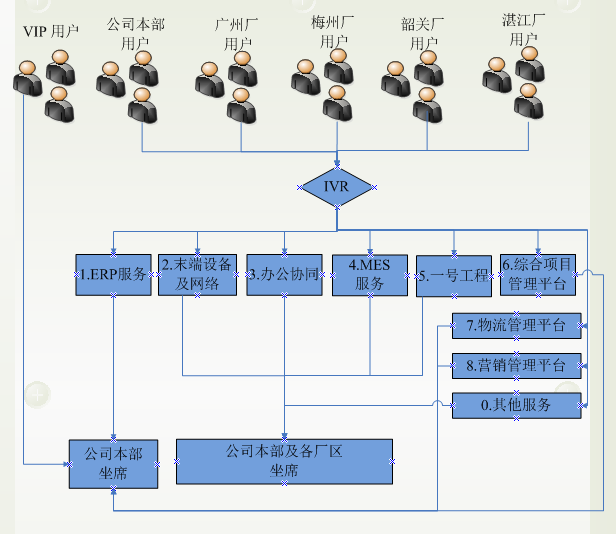 VIP 用户
公司本部
用户
广州厂
用户
梅州厂
用户
韶关厂
用户
湛江厂
用户
IVR
1.ERP服务
2.末端设备
及网络
3.办公协同
4.MES
服务
5.一号工程
6.综合项目
管理平台
7.物流管理平台
8.营销管理平台
0.其他服务
公司本部
坐席
公司本部及各厂区
坐席